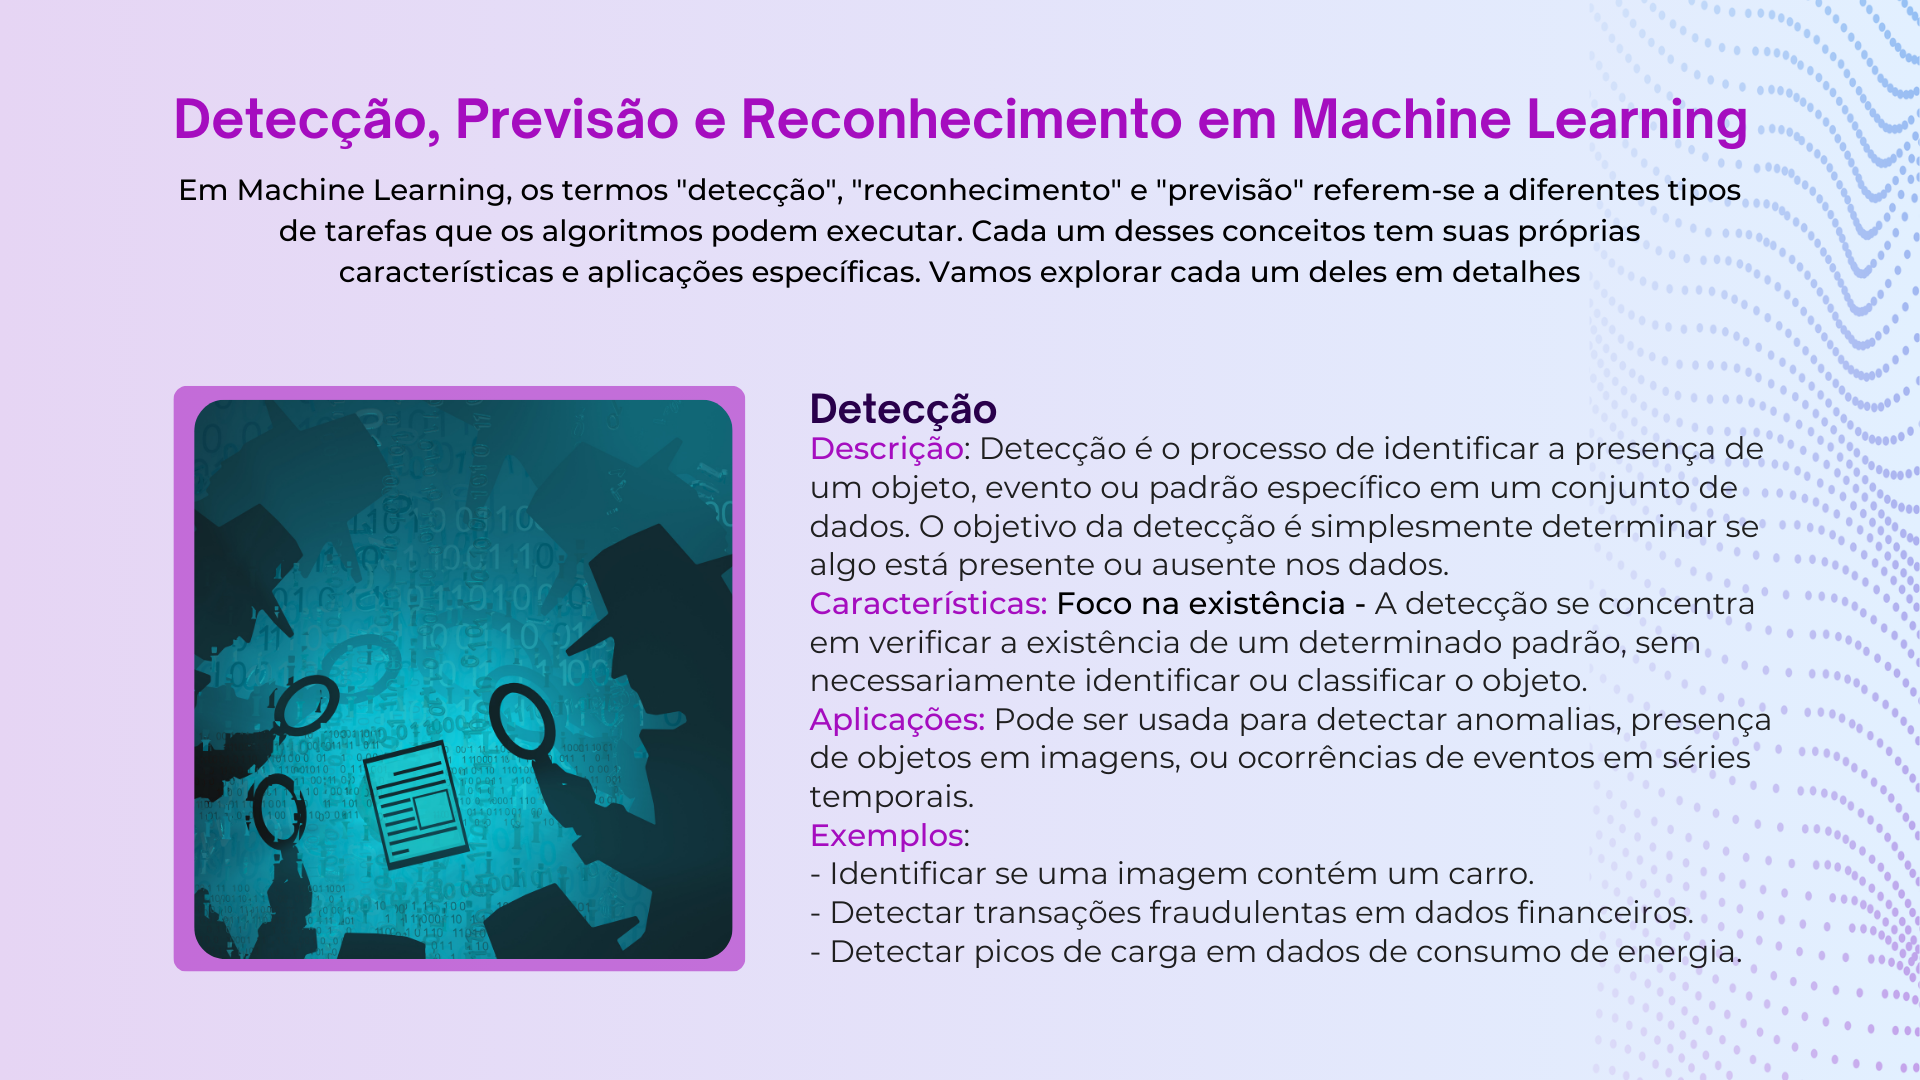 Detecção, Previsão e Reconhecimento em Machine Learning
Em Machine Learning, os termos "detecção", "reconhecimento" e "previsão" referem-se a diferentes tipos
de tarefas que os algoritmos podem executar. Cada um desses conceitos tem suas próprias
características e aplicações específicas. Vamos explorar cada um deles em detalhes
Detecção
Descrição: Detecção é o processo de identificar a presença de
um objeto, evento ou padrão específico em um conjunto de
dados. O objetivo da detecção é simplesmente determinar se
algo está presente ou ausente nos dados.
Características: Foco na existência - A detecção se concentra
em verificar a existência de um determinado padrão, sem
necessariamente identificar ou classificar o objeto.
Aplicações: Pode ser usada para detectar anomalias, presença
de objetos em imagens, ou ocorrências de eventos em séries
temporais.
Exemplos:
- Identificar se uma imagem contém um carro.
- Detectar transações fraudulentas em dados financeiros.
- Detectar picos de carga em dados de consumo de energia.